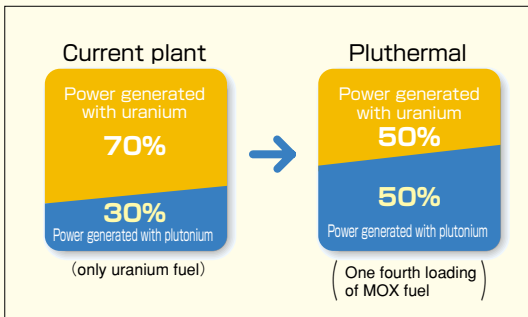 Current plant
Power generated
with uranium
70%
30%
Power generated with plutonium
(only uranium fuel)
Pluthermal
Power generated
with uranium
50%
50%
Power generated with plutonium
(One fourth loading
of MOX fuel)